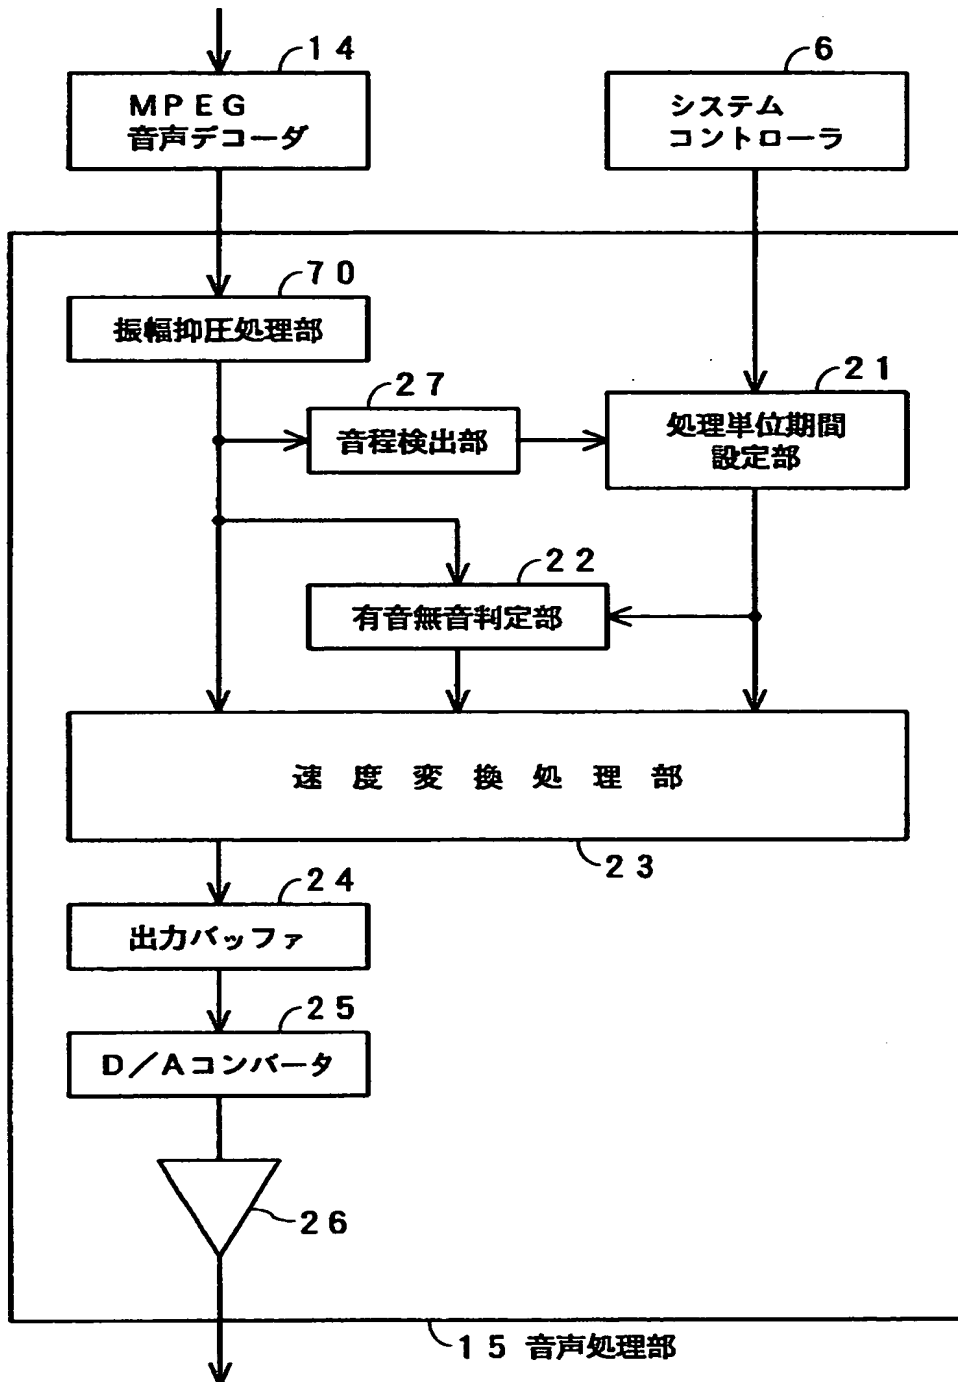 14
MPEG
音声デコーダ
6
システム
コントローラ
70
振幅抑圧処理部
27
音程検出部
21
処理単位期間
設定部
22
有音無音判定部
速度変換処理部
23
24
出力バッファ
25
D/Aコンバータ
26
15 音声処理部